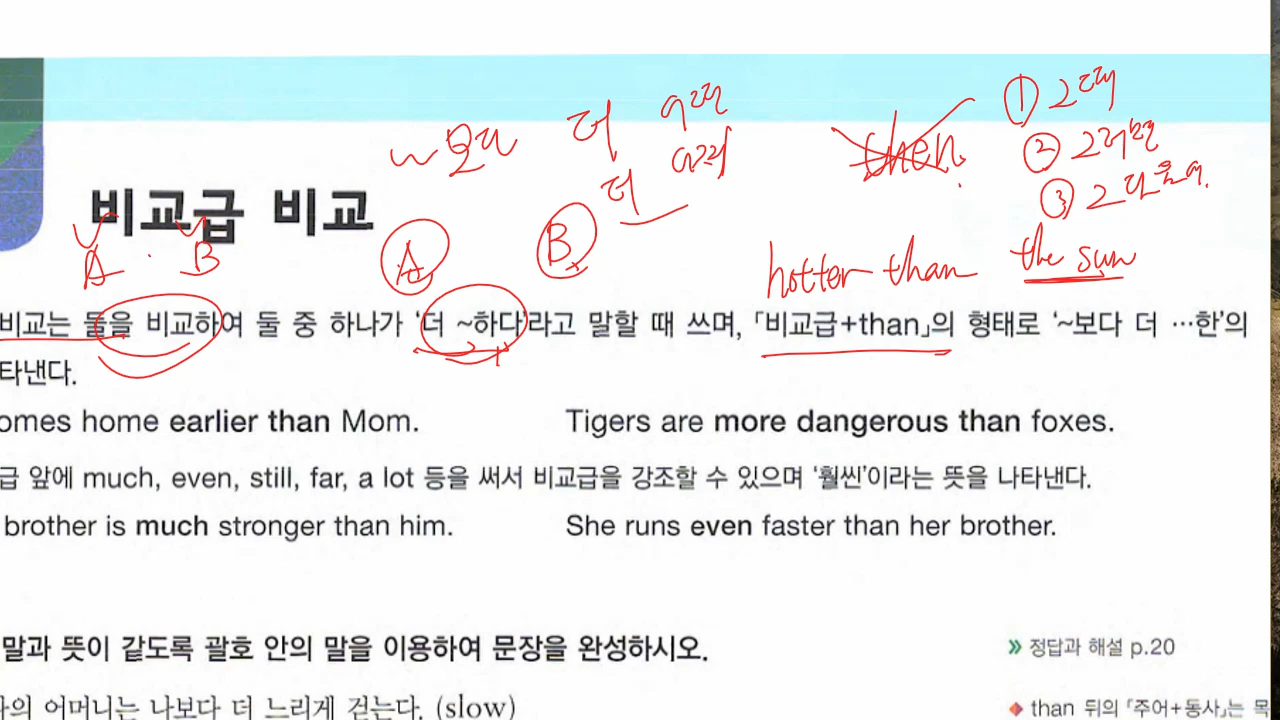 ~보다 더 어떤 then ① 그때
더 어찌 ② 그러면
③ 그 다음에.
비교급 비교
A B A B hotter than the sun
비교는 둘을 비교하여 둘 중 하나가 '더 ~하다'라고 말할 때 쓰며, 「비교급+than」의 형태로 '~보다 더 …한'의
타낸다.
omes home earlier than Mom. Tigers are more dangerous than foxes.
급 앞에 much, even, still, far, a lot 등을 써서 비교급을 강조할 수 있으며 '훨씬'이라는 뜻을 나타낸다.
brother is much stronger than him. She runs even faster than her brother.
말과 뜻이 같도록 괄호 안의 말을 이용하여 문장을 완성하시오.
» 정답과 해설 p.20
의 어머니는 나보다 더 느리게 걷는다. (slow)
◆ than 뒤의 「주어+동사」는 목